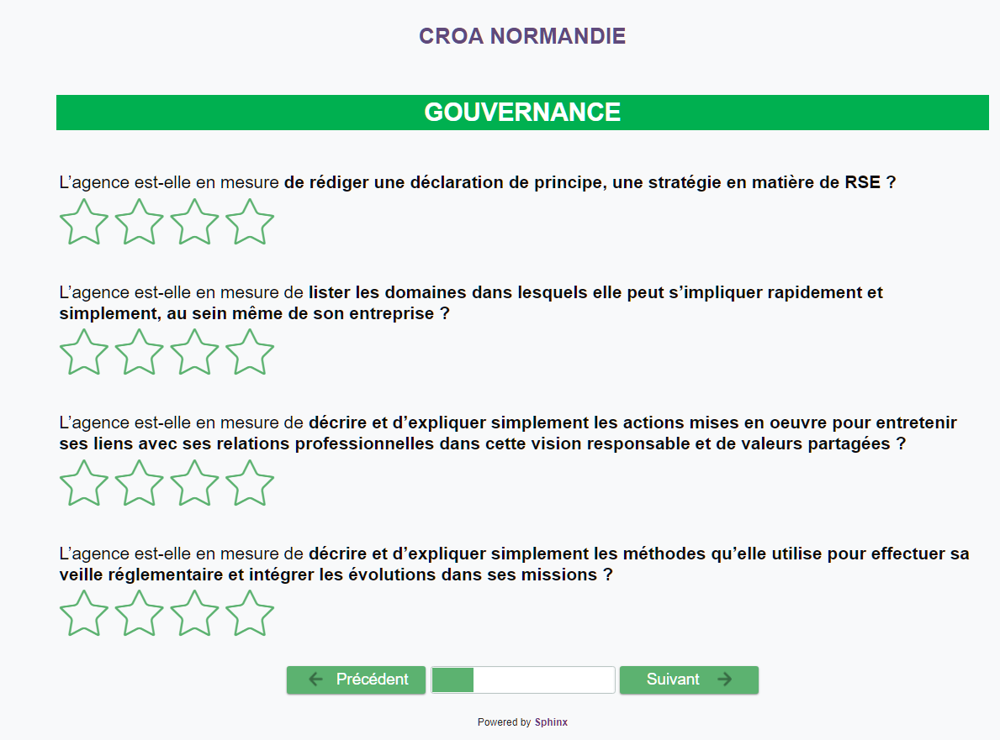 CROA NORMANDIE
GOUVERNANCE
L’agence est-elle en mesure de rédiger une déclaration de principe, une stratégie en matière de RSE ?
L’agence est-elle en mesure de lister les domaines dans lesquels elle peut s’impliquer rapidement et
simplement, au sein même de son entreprise ?
L’agence est-elle en mesure de décrire et d’expliquer simplement les actions mises en oeuvre pour entretenir
ses liens avec ses relations professionnelles dans cette vision responsable et de valeurs partagées ?
L’agence est-elle en mesure de décrire et d’expliquer simplement les méthodes qu’elle utilise pour effectuer sa
veille réglementaire et intégrer les évolutions dans ses missions ?
Précédent
Suivant
Powered by Sphinx